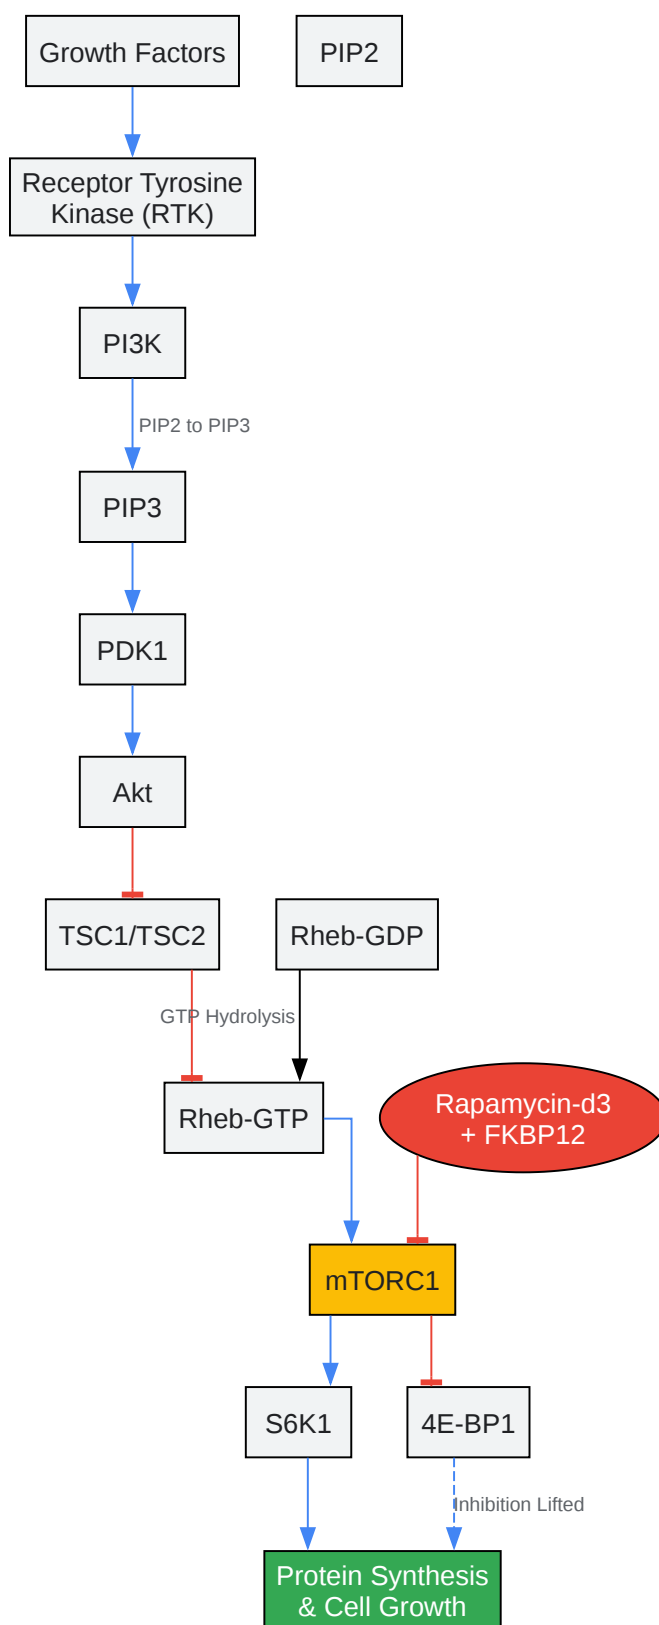 Growth Factors
PIP2
Receptor Tyrosine
Kinase (RTK)
PI3K
PIP2 to PIP3
PIP3
PDK1
Akt
TSC1/TSC2
Rheb-GDP
GTP Hydrolysis
Rheb-GTP
Rapamycin-d3
+ FKBP12
mTORC1
S6K1
4E-BP1
Inhibition Lifted
Protein Synthesis
& Cell Growth